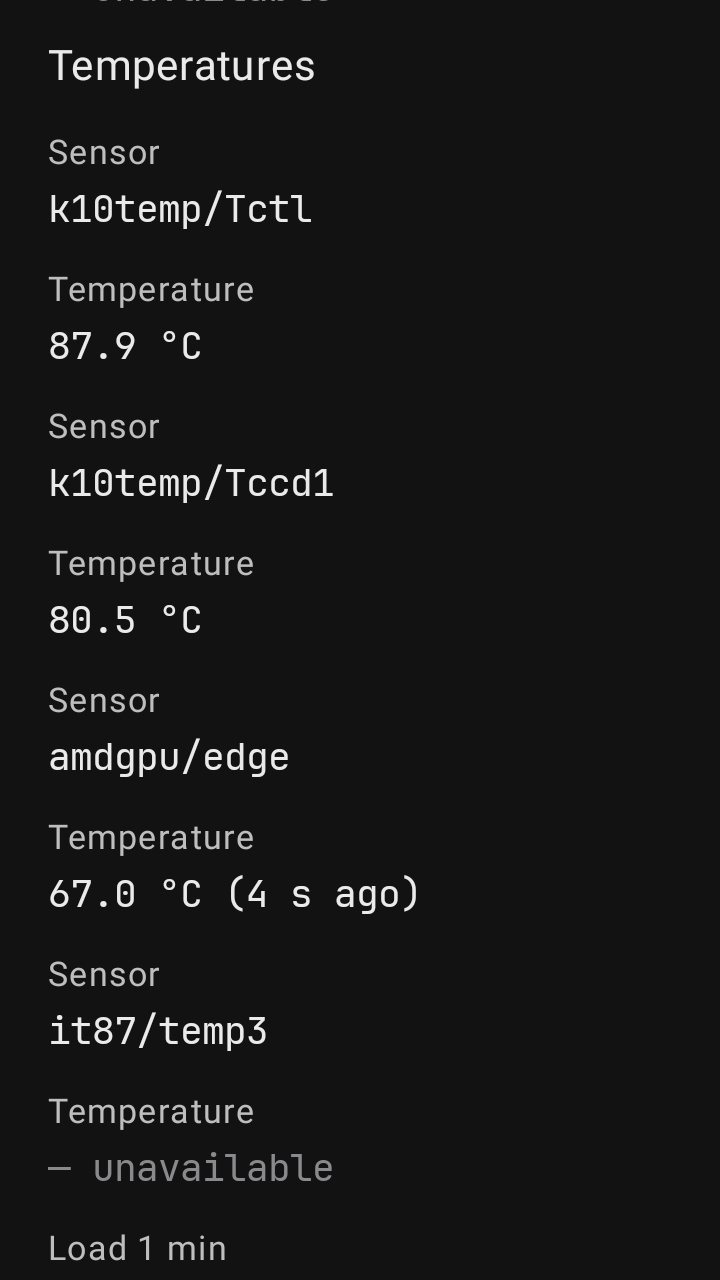 Temperatures
Sensor
k10temp/Tctl
Temperature
87.9 °C
Sensor
k10temp/Tccd1
Temperature
80.5 °C
Sensor
amdgpu/edge
Temperature
67.0 °C (4 s ago)
Sensor
it87/temp3
Temperature
— unavailable
Load 1 min